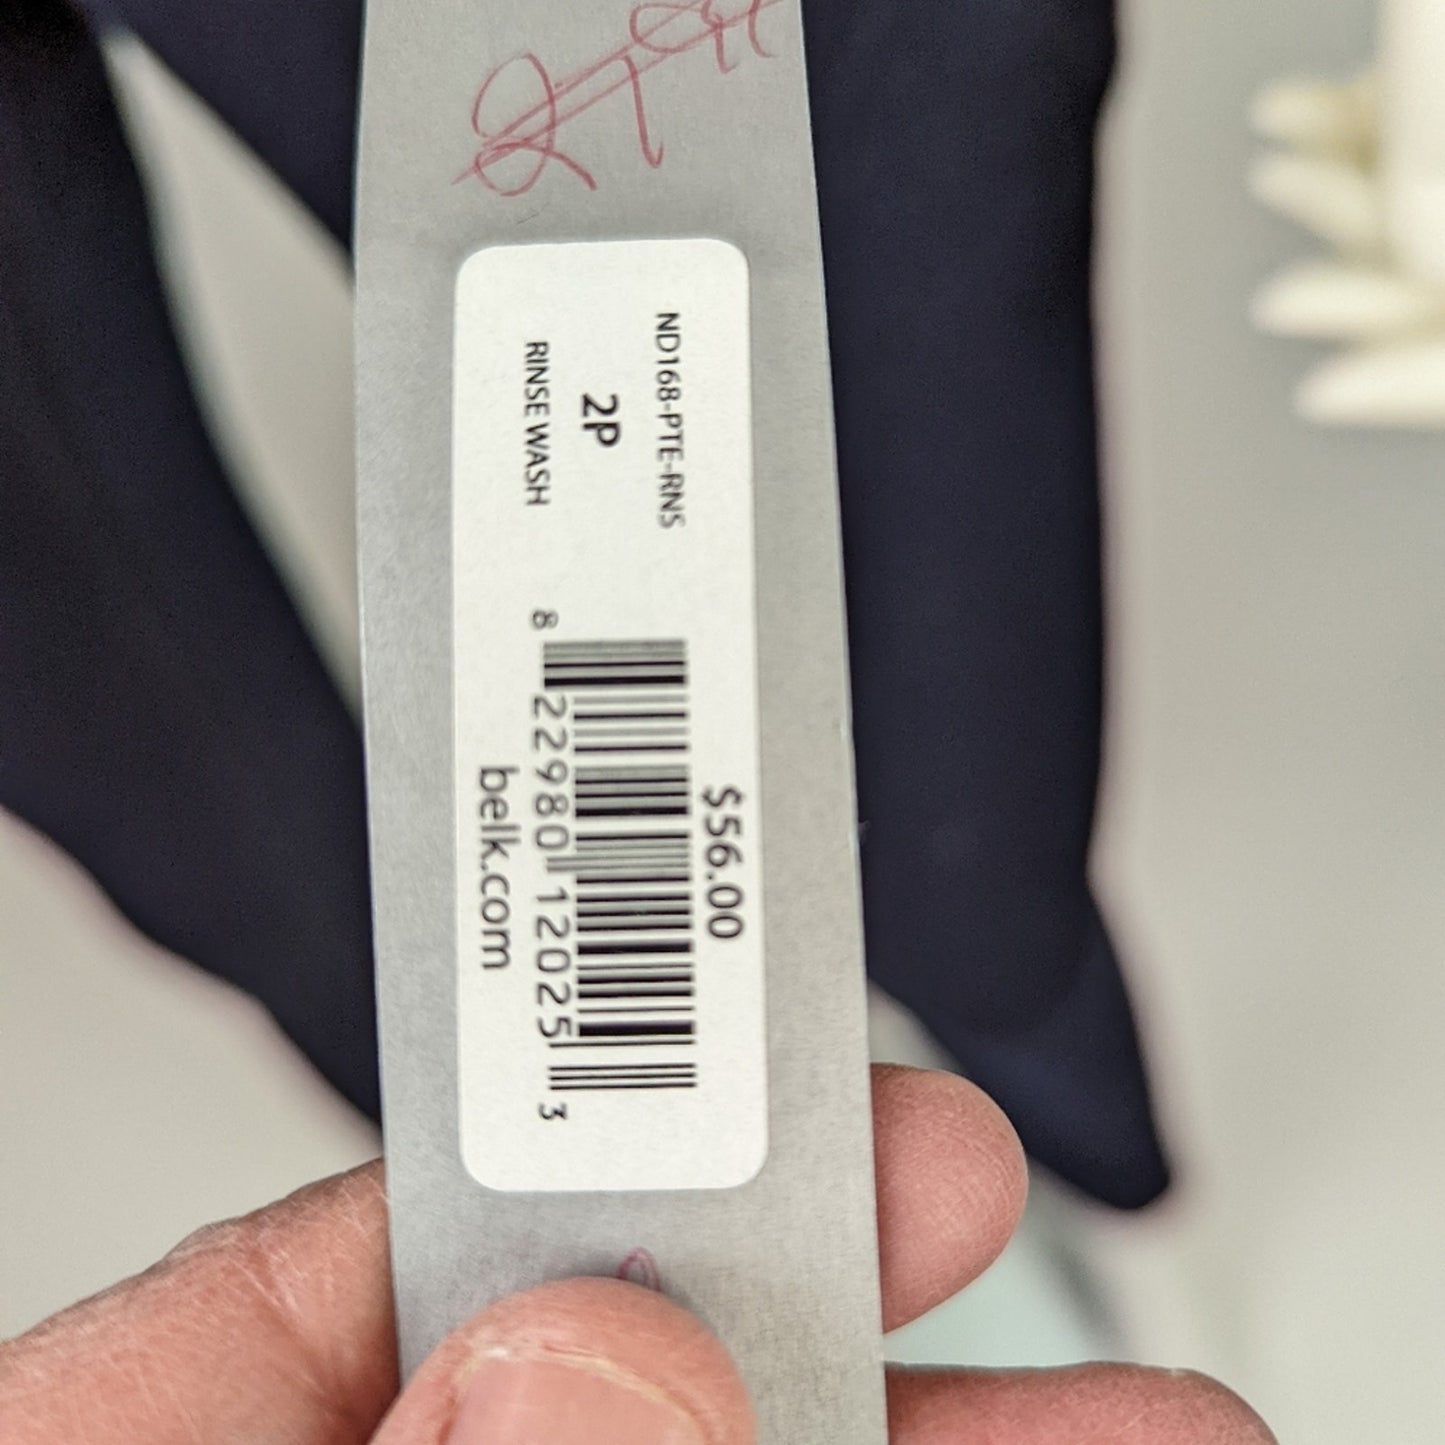 ND168-PTE-RNS
2P
RINSE WASH
$56.00
8 22980 12025 3
belk.com